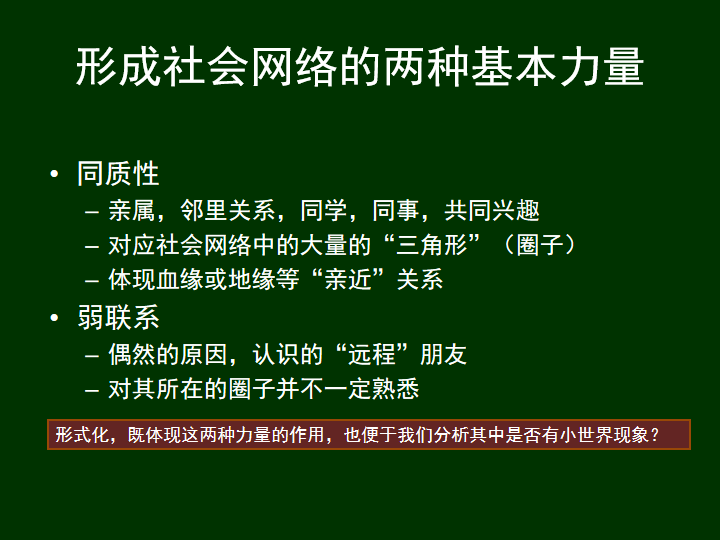 形成社会网络的两种基本力量
• 同质性
– 亲属，邻里关系，同学，同事，共同兴趣
– 对应社会网络中的大量的“三角形”（圈子）
– 体现血缘或地缘等“亲近”关系
• 弱联系
– 偶然的原因，认识的“远程”朋友
– 对其所在的圈子并不一定熟悉
形式化，既体现这两种力量的作用，也便于我们分析其中是否有小世界现象？